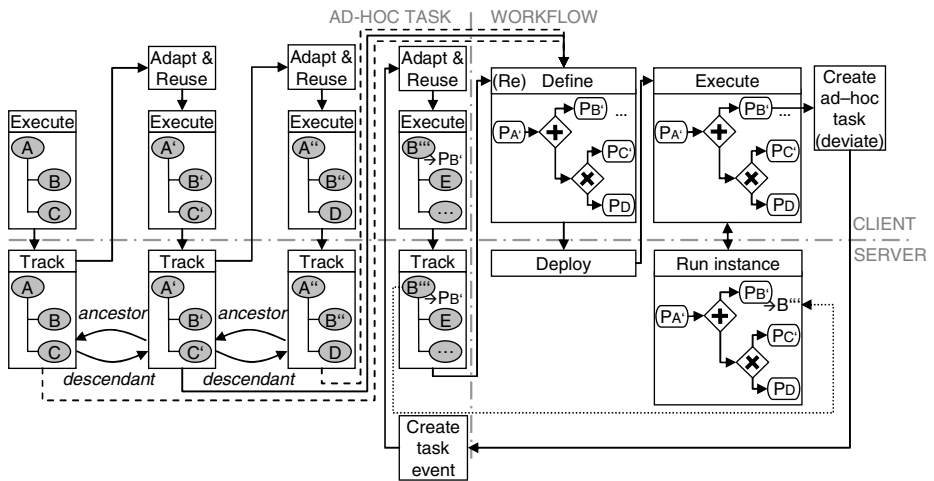 AD-HOC TASK
WORKFLOW
Adapt &
Reuse
Adapt &
Reuse
Adapt &
Reuse
(Re) Define
Execute
Create
ad–hoc
task
(deviate)
Execute
A
B
C
Execute
A‘
B‘
C‘
Execute
A“
B“
D
Execute
B“‘
→PB‘
E
...
PA‘
PB‘ ...
PC‘
PD
PA‘
PB‘ ...
PC‘
PD
CLIENT
SERVER
Track
A
B
C
Track
A‘
B‘
C‘
Track
A“
B“
D
Track
B“‘
→PB‘
E
...
Deploy
Run instance
PA‘
PB‘
→B“‘
PC‘
PD
ancestor
descendant
ancestor
descendant
Create
task
event